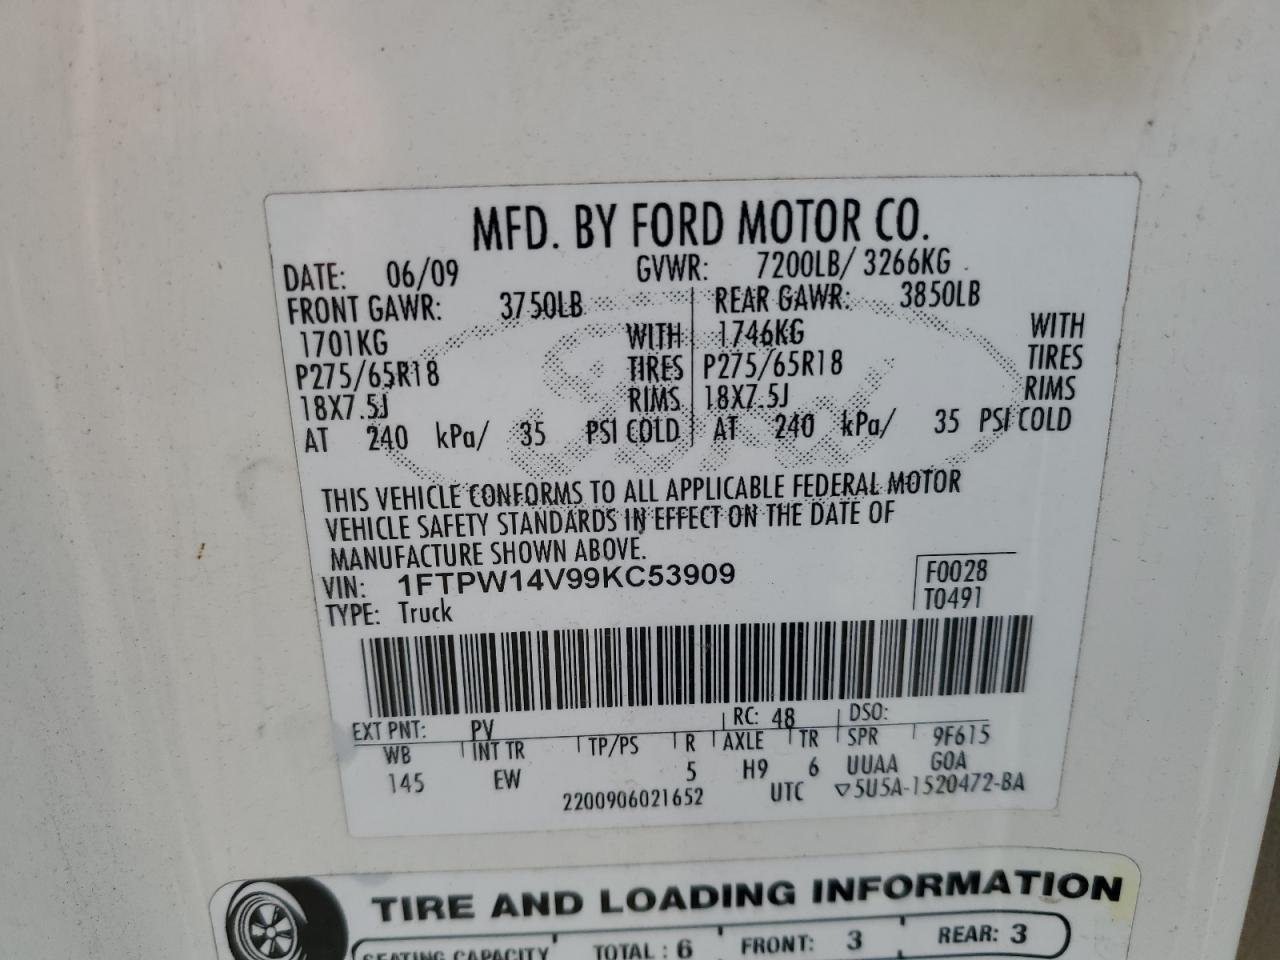 MFD. BY FORD MOTOR CO.
DATE: 06/09 GVWR: 7200LB/ 3266KG
FRONT GAWR: 3750LB REAR GAWR: 3850LB
1701KG WITH 1746KG WITH
P275/65R18 TIRES P275/65R18 TIRES
18X7.5J RIMS 18X7.5J RIMS
AT 240 kPa/ 35 PSI COLD AT 240 kPa/ 35 PSI COLD
Ford
THIS VEHICLE CONFORMS TO ALL APPLICABLE FEDERAL MOTOR
VEHICLE SAFETY STANDARDS IN EFFECT ON THE DATE OF
MANUFACTURE SHOWN ABOVE.
VIN: 1FTPW14V99KC53909 F0028
TYPE: Truck T0491
EXT PNT: PV RC: 48 DSO:
WB INT TR TP/PS R AXLE TR SPR 9F615
145 EW 5 H9 6 UUAA GOA
2200906021652 UTC ▽5U5A-1520472-BA
TIRE AND LOADING INFORMATION
SEATING CAPACITY TOTAL : 6 FRONT: 3 REAR: 3